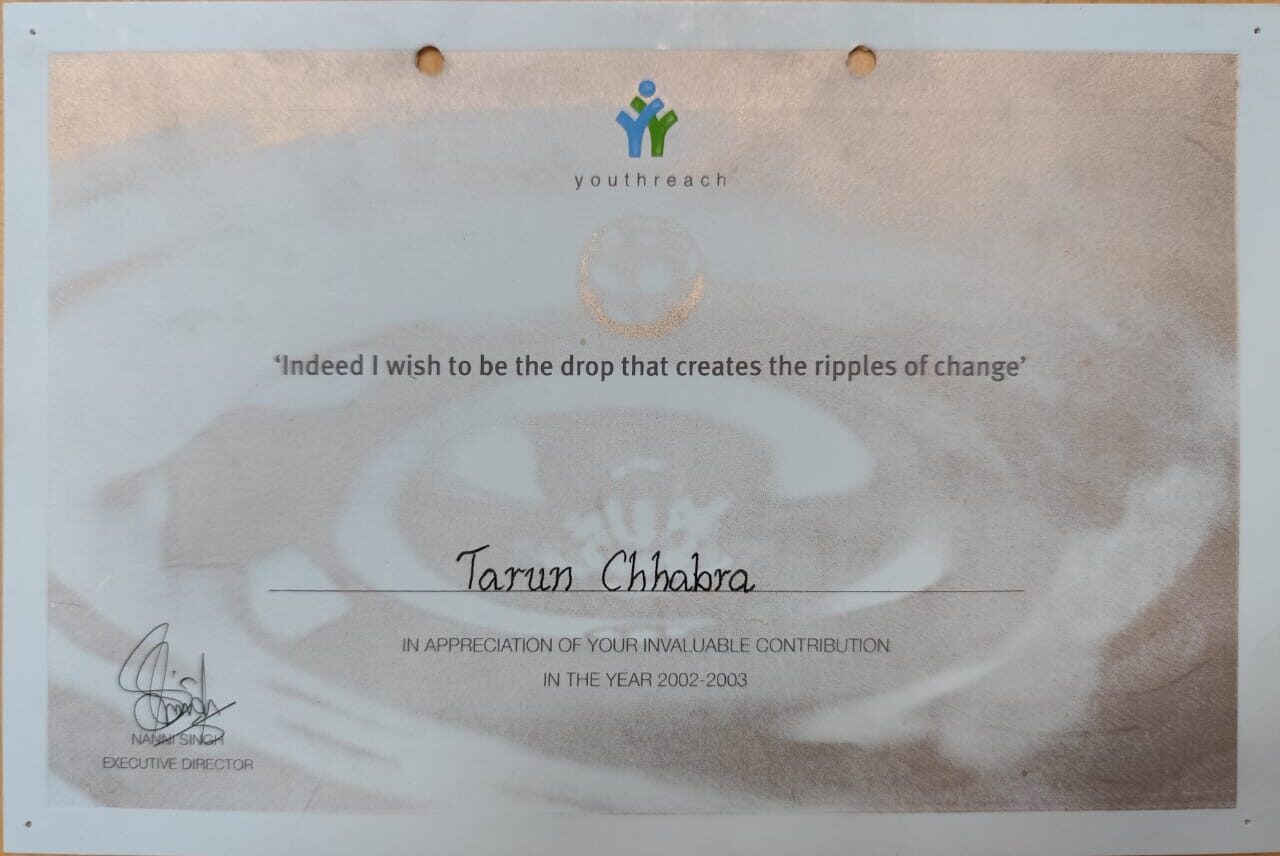 youthreach
‘Indeed I wish to be the drop that creates the ripples of change’
Tarun Chhabra
IN APPRECIATION OF YOUR INVALUABLE CONTRIBUTION
IN THE YEAR 2002-2003
NANNI SINGH
EXECUTIVE DIRECTOR